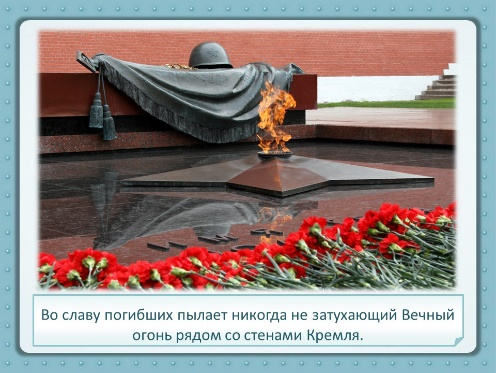 Во славу погибших пылает никогда не затухающий Вечный
огонь рядом со стенами Кремля.